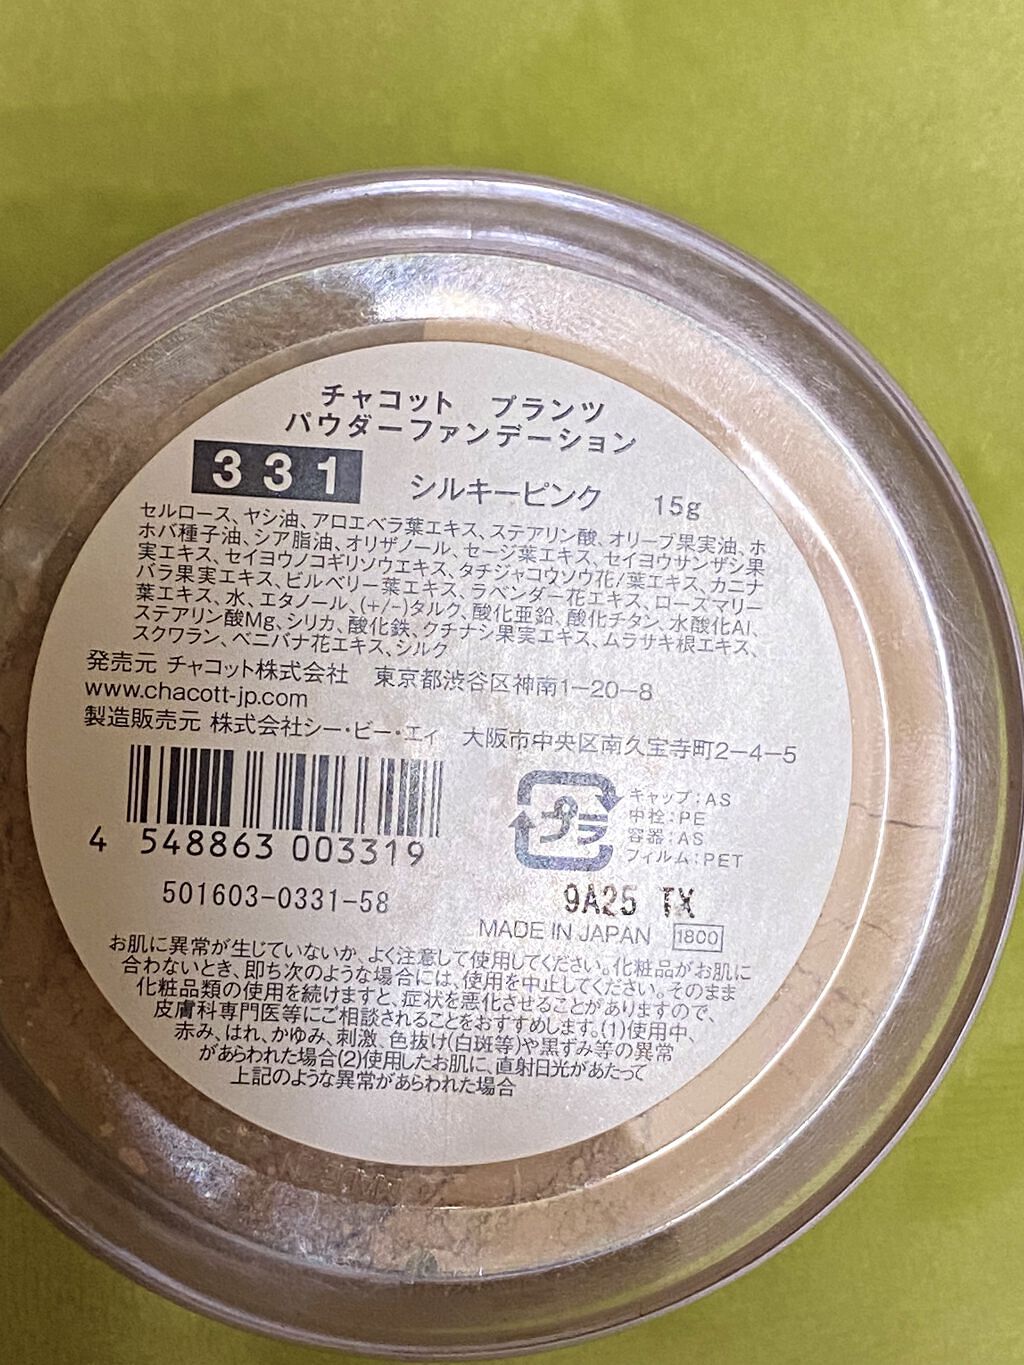 チャコット プランツ
パウダーファンデーション
331 シルキーピンク 15g
セルロース、ヤシ油、アロエベラ葉エキス、ステアリン酸、オリーブ果実油、ホ
ホバ種子油、シア脂油、オリザノール、セージ葉エキス、セイヨウサンザシ果
実エキス、セイヨウノコギリソウエキス、タチジャコウソウ花/葉エキス、カニナ
バラ果実エキス、ビルベリー葉エキス、ラベンダー花エキス、ローズマリー
葉エキス、水、エタノール、(+/-)タルク、酸化亜鉛、酸化チタン、水酸化Al、
ステアリン酸Mg、シリカ、酸化鉄、クチナシ果実エキス、ムラサキ根エキス、
スクワラン、ベニバナ花エキス、シルク
発売元 チャコット株式会社 東京都渋谷区神南1-20-8
www.chacott-jp.com
製造販売元 株式会社シー・ビー・エィ 大阪市中央区南久宝寺町2-4-5
プラ
キャップ:AS
中栓:PE
容器:AS
フィルム:PET
4 548863 003319
501603-0331-58
9A25 TX
MADE IN JAPAN 1800
お肌に異常が生じていないか、よく注意して使用してください。化粧品がお肌に
合わないとき、即ち次のような場合には、使用を中止してください。そのまま
化粧品類の使用を続けますと、症状を悪化させることがありますので、
皮膚科専門医等にご相談されることをおすすめします。(1)使用中、
赤み、はれ、かゆみ、刺激、色抜け(白斑等)や黒ずみ等の異常
があらわれた場合(2)使用したお肌に、直射日光があたって
上記のような異常があらわれた場合